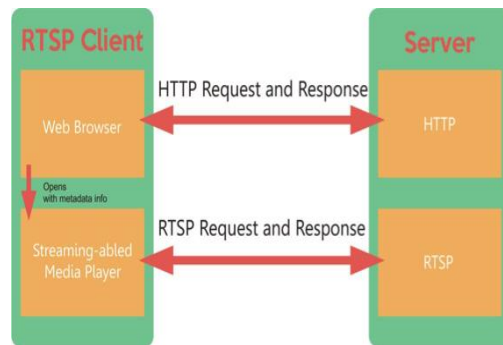 RTSP Client
Server
HTTP Request and Response
Web Browser
HTTP
Opens
with metadata info
RTSP Request and Response
Streaming-abled
Media Player
RTSP